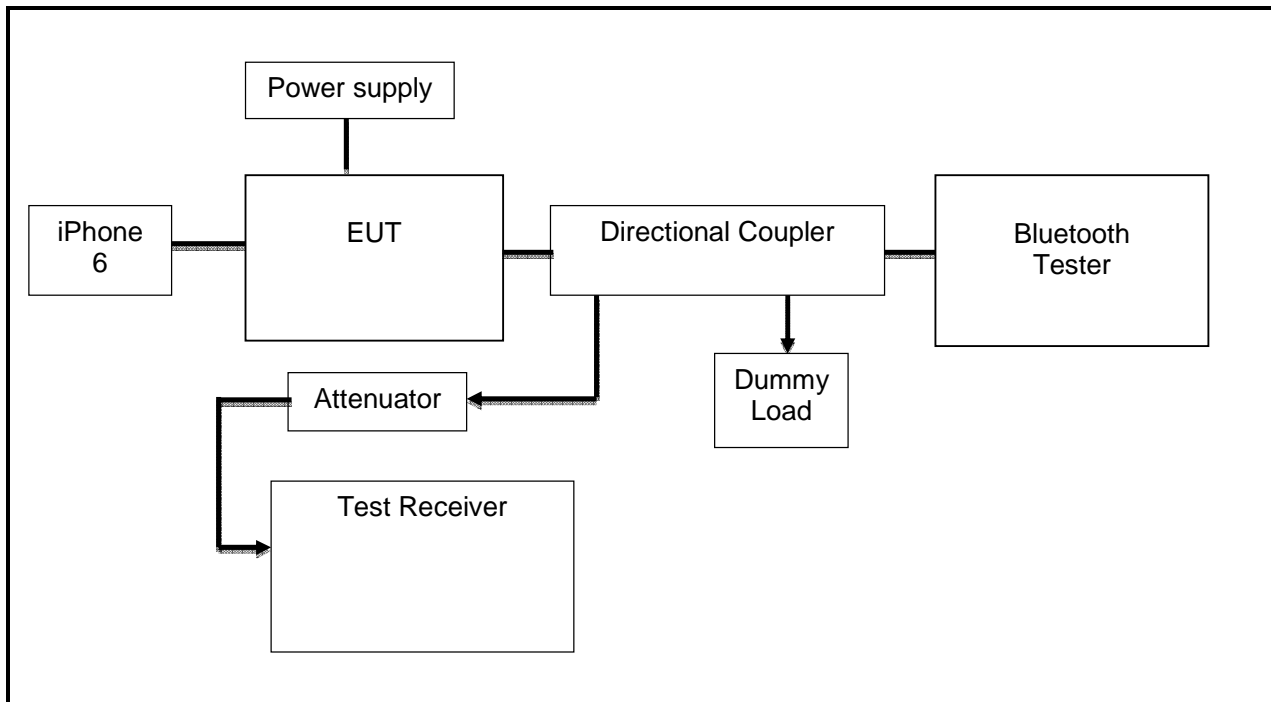 Power supply
iPhone
6
EUT
Directional Coupler
Bluetooth
Tester
Attenuator
Dummy
Load
Test Receiver